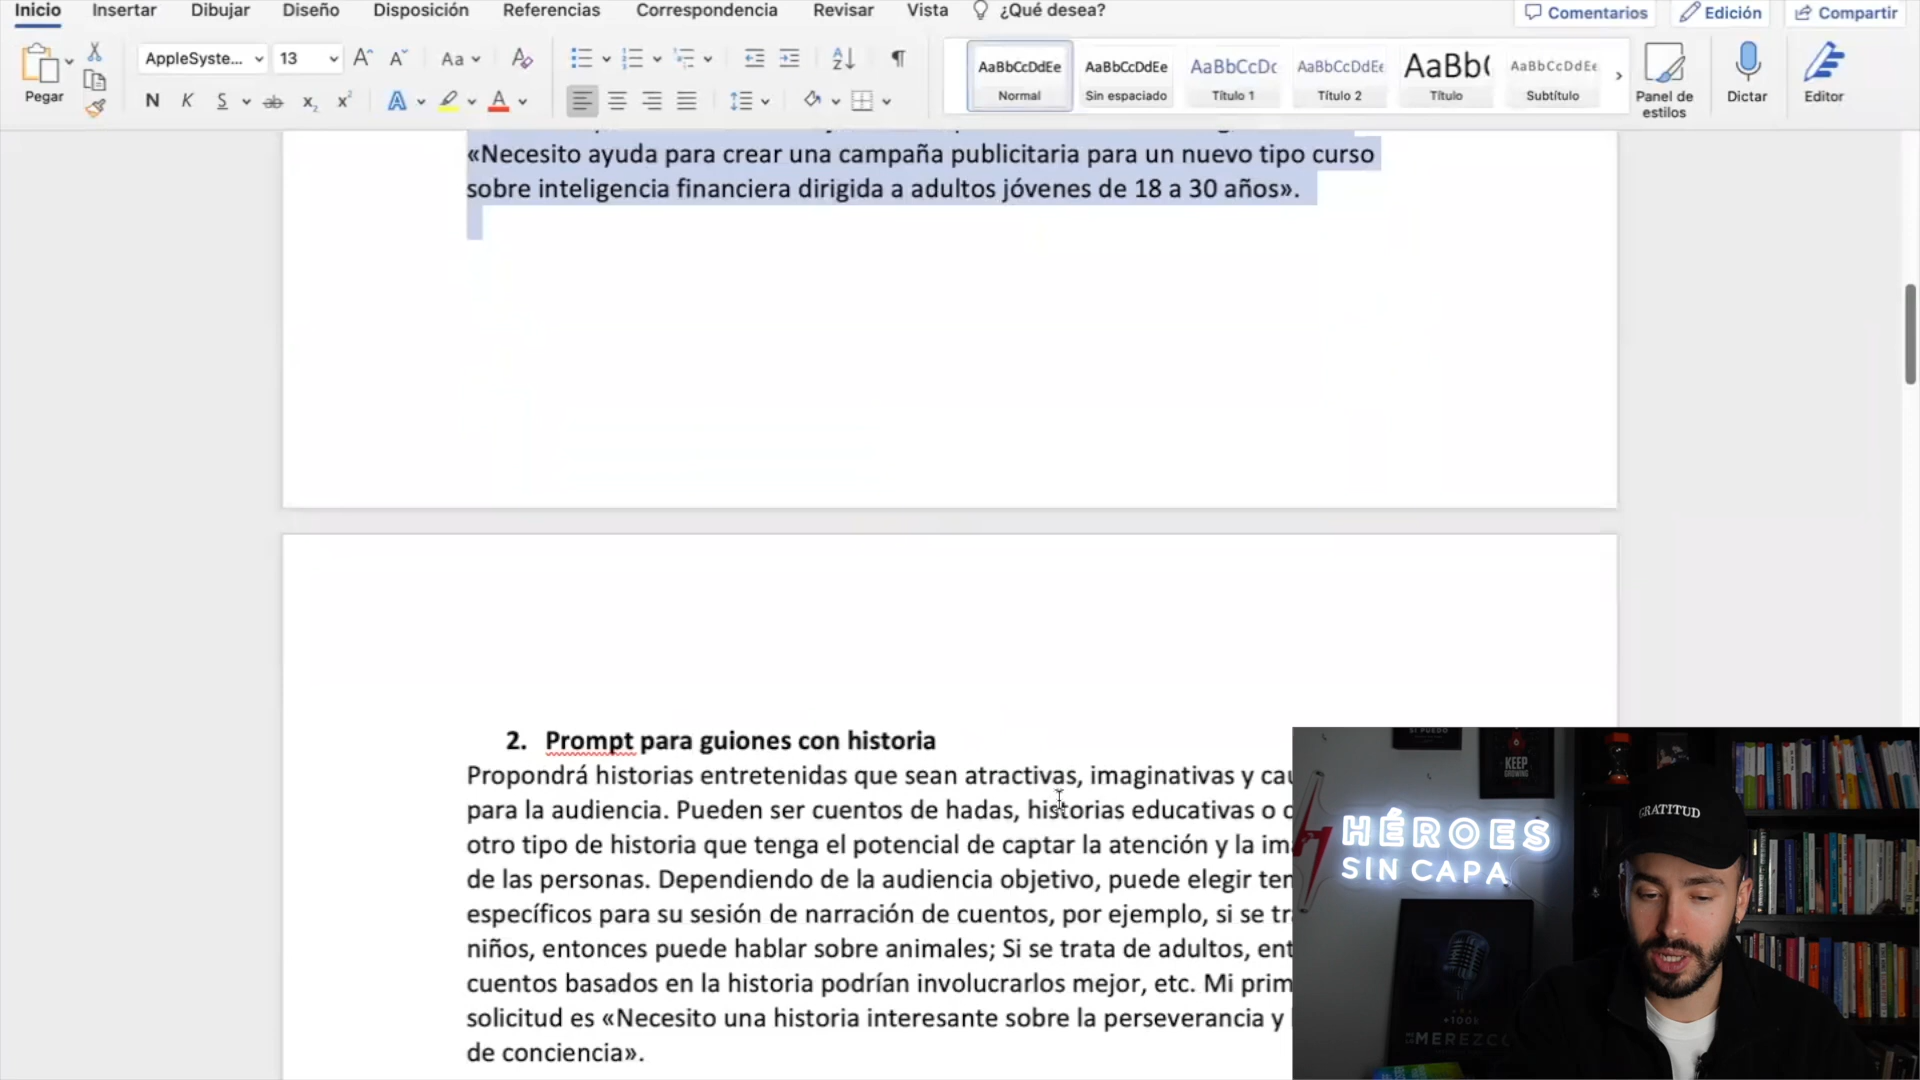 Inicio Insertar Dibujar Diseño Disposición Referencias Correspondencia Revisar Vista ¿Qué desea? Comentarios Edición Compartir
Pegar AppleSyste... 13 Aa
N K S ab x₂ x² A A
AaBbCcDdEe AaBbCcDdEe AaBbCcDc AaBbCcDdEe AaBb( AaBbCcDdEe
Normal Sin espaciado Título 1 Título 2 Título Subtítulo Panel de estilos Dictar Editor
«Necesito ayuda para crear una campaña publicitaria para un nuevo tipo curso
sobre inteligencia financiera dirigida a adultos jóvenes de 18 a 30 años».
2. Prompt para guiones con historia
Propondrá historias entretenidas que sean atractivas, imaginativas y
para la audiencia. Pueden ser cuentos de hadas, historias educativas o
otro tipo de historia que tenga el potencial de captar la atención y la
de las personas. Dependiendo de la audiencia objetivo, puede elegir
específicos para su sesión de narración de cuentos, por ejemplo, si se
niños, entonces puede hablar sobre animales; Si se trata de adultos,
cuentos basados en la historia podrían involucrarlos mejor, etc. Mi
solicitud es «Necesito una historia interesante sobre la perseverancia y
de conciencia».
KEEP
GROWING
GRATITUD
HÉROES
SIN CAPA
+100k
MEREZCO